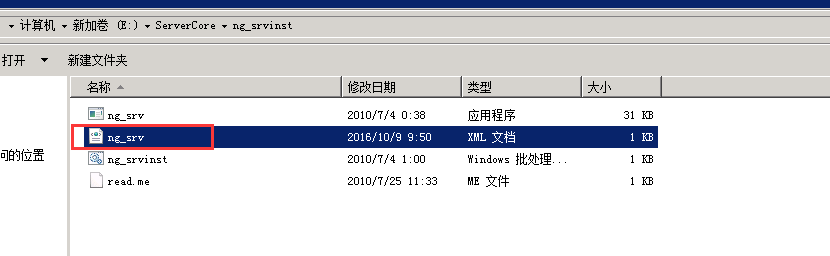 计算机 新加卷 (E:) ServerCore ng_srvinst
打开 新建文件夹
名称 修改日期 类型 大小
ng_srv 2010/7/4 0:38 应用程序 31 KB
ng_srv 2016/10/9 9:50 XML 文档 1 KB
ng_srvinst 2010/7/4 1:00 Windows 批处理... 1 KB
问的位置
read.me 2010/7/25 11:33 ME 文件 1 KB